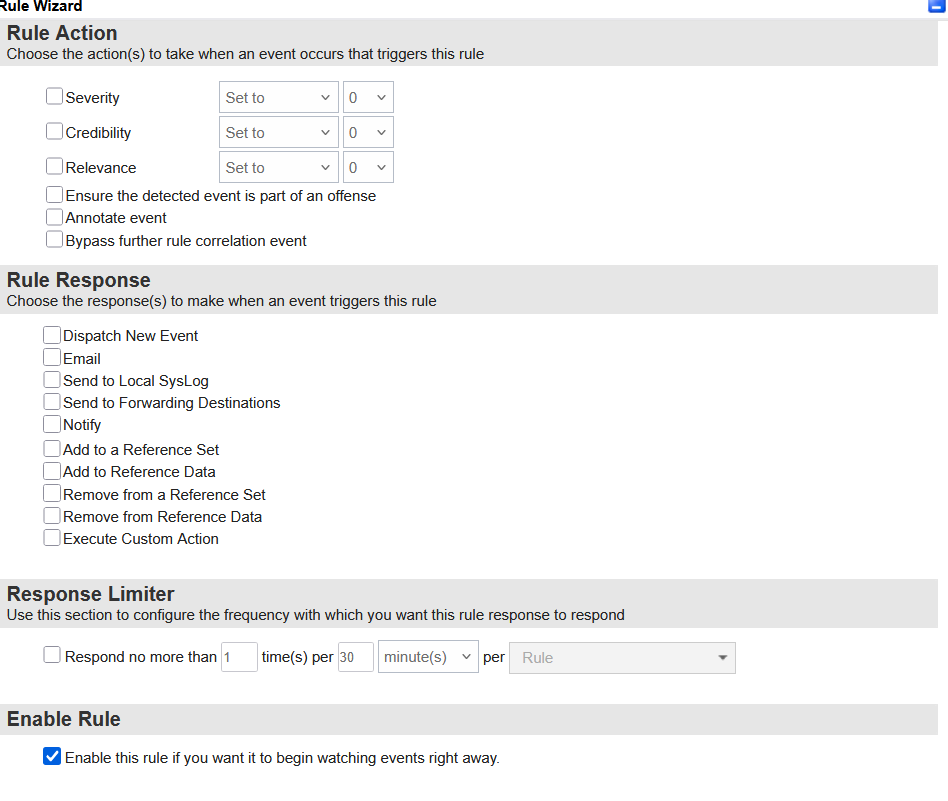 Rule Wizard
Rule Action
Choose the action(s) to take when an event occurs that triggers this rule
Severity Set to 0
Credibility Set to 0
Relevance Set to 0
Ensure the detected event is part of an offense
Annotate event
Bypass further rule correlation event
Rule Response
Choose the response(s) to make when an event triggers this rule
Dispatch New Event
Email
Send to Local SysLog
Send to Forwarding Destinations
Notify
Add to a Reference Set
Add to Reference Data
Remove from a Reference Set
Remove from Reference Data
Execute Custom Action
Response Limiter
Use this section to configure the frequency with which you want this rule response to respond
Respond no more than 1 time(s) per 30 minute(s) per Rule
Enable Rule
Enable this rule if you want it to begin watching events right away.